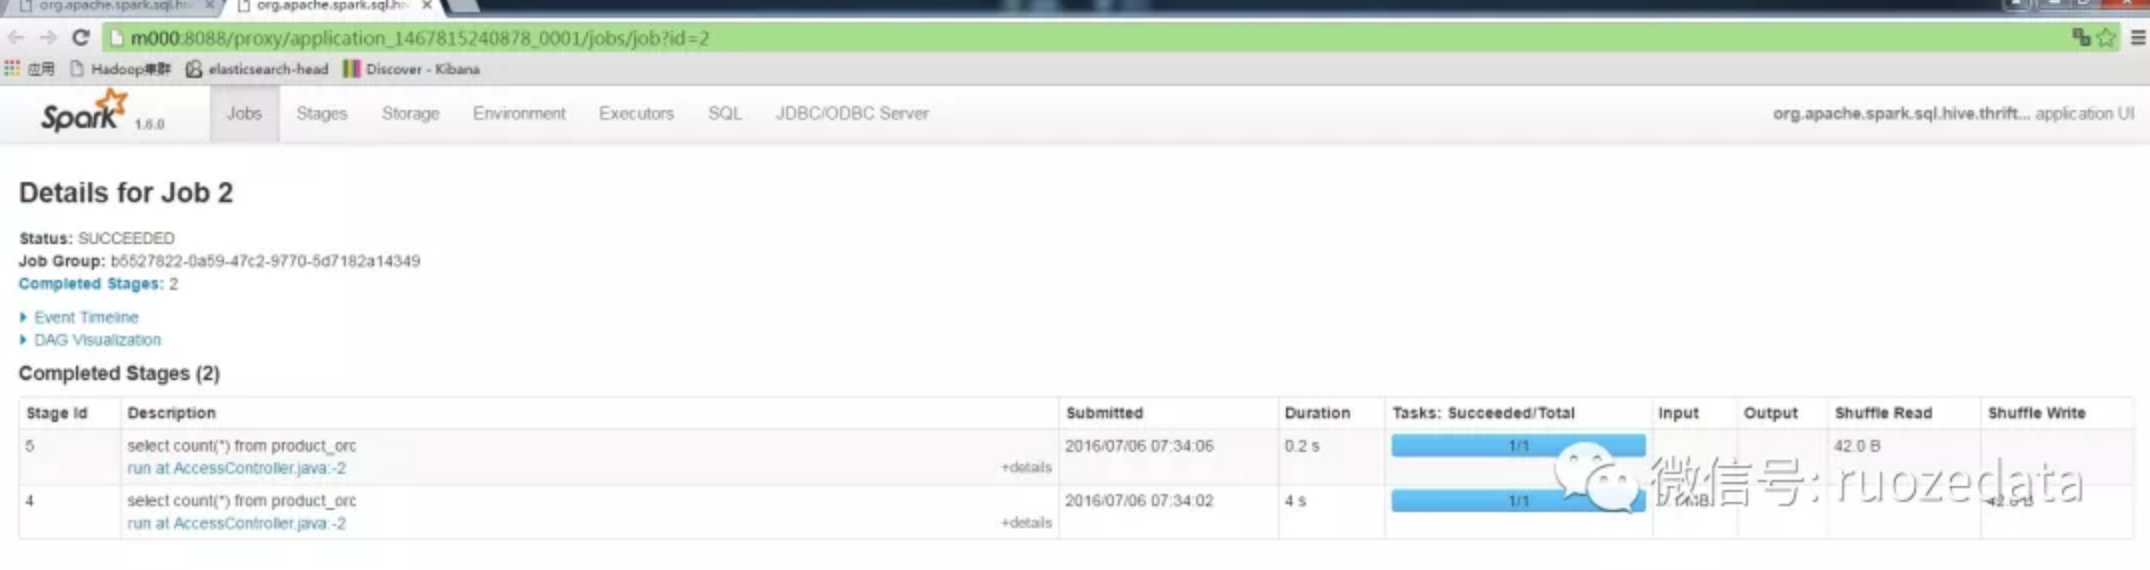 org.apache.spark.sql.hi
org.apache.spark.sql.hi
m000:8088/proxy/application_1467815240878_0001/jobs/job?id=2
应用 Hadoop集群 elasticsearch-head Discover - Kibana
Spark 1.6.0 Jobs Stages Storage Environment Executors SQL JDBC/ODBC Server org.apache.spark.sql.hive.thrift... application UI
Details for Job 2
Status: SUCCEEDED
Job Group: b5527822-0a59-47c2-9770-5d7182a14349
Completed Stages: 2
Event Timeline
DAG Visualization
Completed Stages (2)
Stage Id Description Submitted Duration Tasks: Succeeded/Total Input Output Shuffle Read Shuffle Write
5 select count(*) from product_orc 2016/07/06 07:34:06 0.2 s 1/1 42.0 B
run at AccessController.java:-2 +details
4 select count(*) from product_orc 2016/07/06 07:34:02 4 s 1/1 42.0 B
run at AccessController.java:-2 +details
微信号: ruozedata